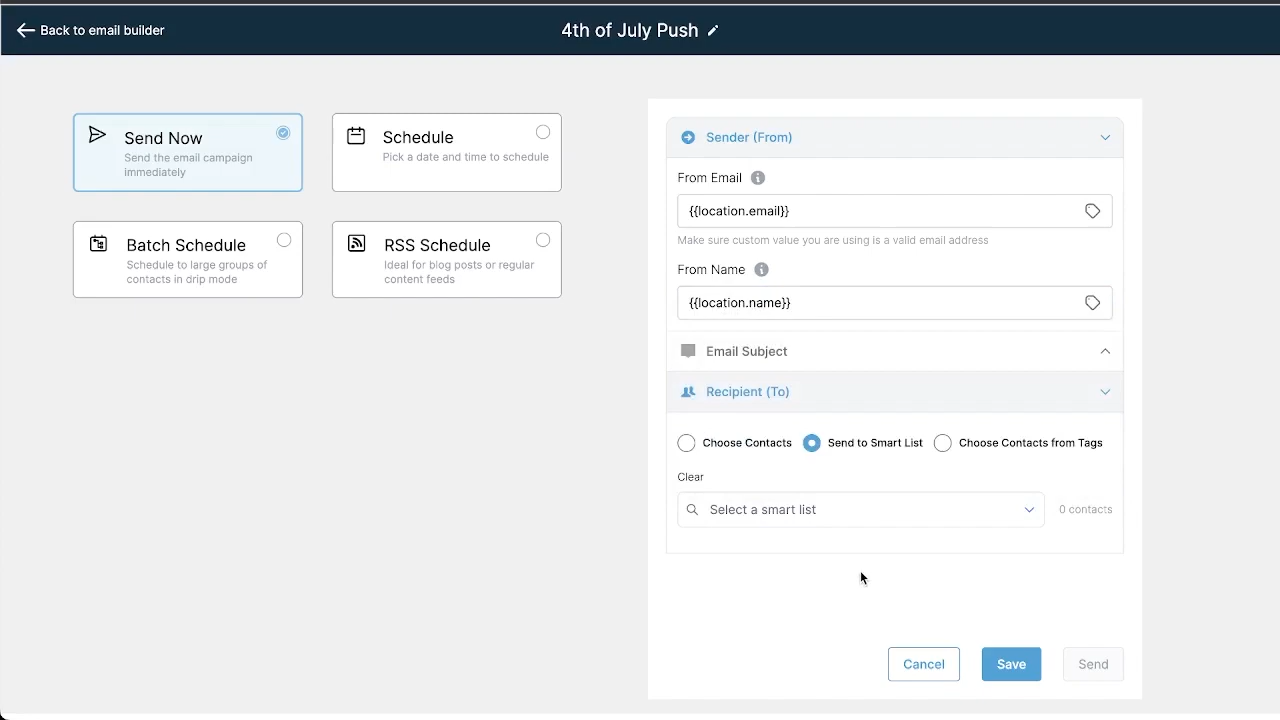 Back to email builder
4th of July Push
Send Now
Send the email campaign
immediately
Schedule
Pick a date and time to schedule
Batch Schedule
Schedule to large groups of
contacts in drip mode
RSS Schedule
Ideal for blog posts or regular
content feeds
Sender (From)
From Email
{{location.email}}
Make sure custom value you are using is a valid email address
From Name
{{location.name}}
Email Subject
Recipient (To)
Choose Contacts
Send to Smart List
Choose Contacts from Tags
Clear
Select a smart list
0 contacts
Cancel
Save
Send